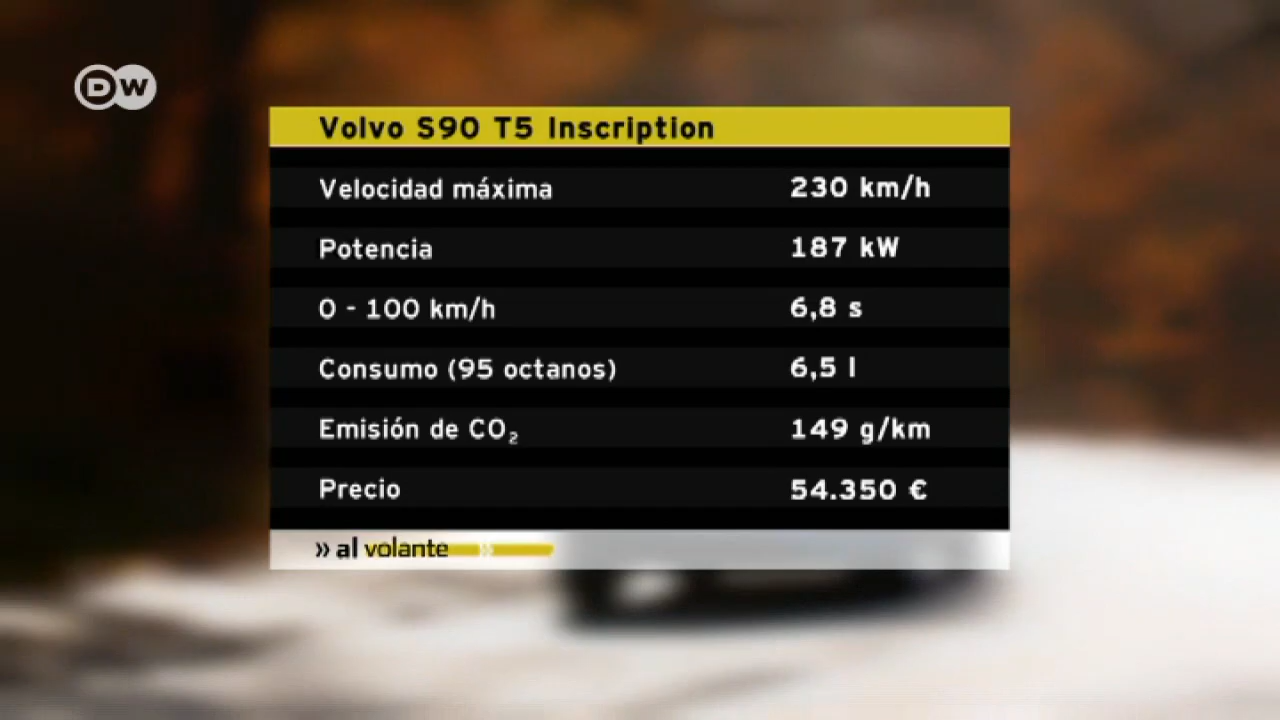 DW
Volvo S90 T5 Inscription
Velocidad máxima 230 km/h
Potencia 187 kW
0 - 100 km/h 6,8 s
Consumo (95 octanos) 6,5 l
Emisión de CO₂ 149 g/km
Precio 54.350 €
» al volante »